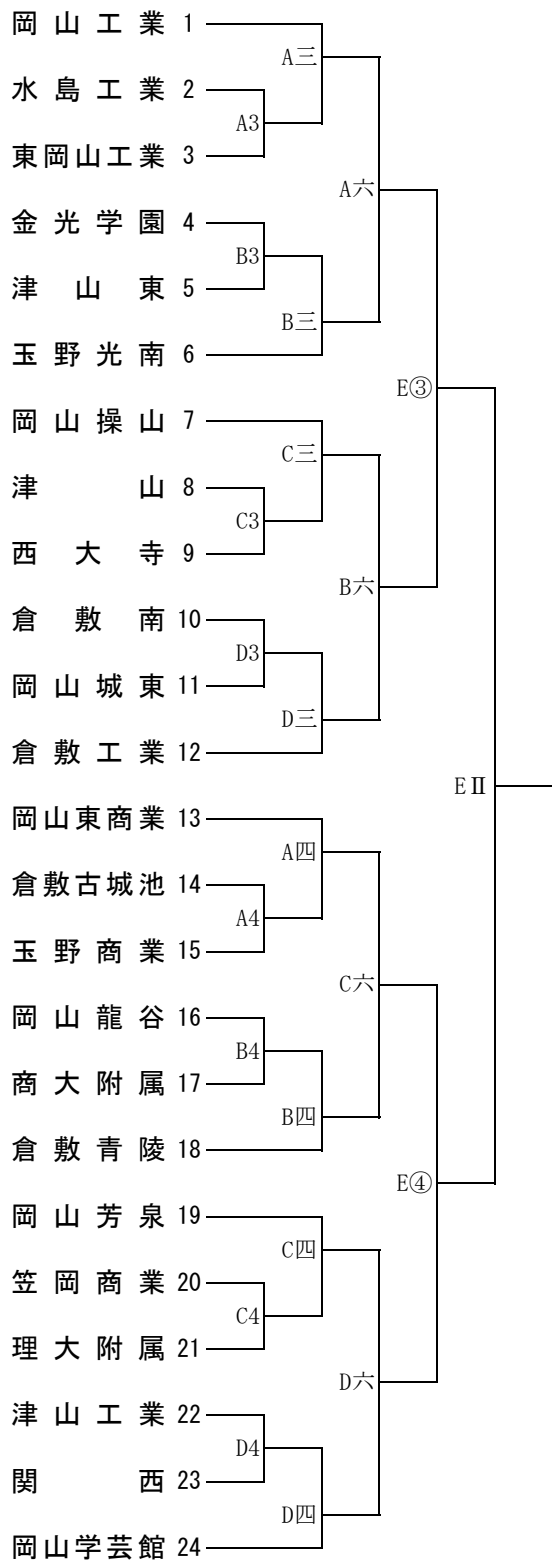 岡山工業 1
A三
水島工業 2
A3
東岡山工業 3
A六
金光学園 4
B3
津山東 5
B三
玉野光南 6
E③
岡山操山 7
C三
津山 8
C3
西大寺 9
B六
倉敷南 10
D3
岡山城東 11
D三
倉敷工業 12
EⅡ
岡山東商業 13
A四
倉敷古城池 14
A4
玉野商業 15
C六
岡山龍谷 16
B4
商大附属 17
B四
倉敷青陵 18
E④
岡山芳泉 19
C四
笠岡商業 20
C4
理大附属 21
D六
津山工業 22
D4
関西 23
D四
岡山学芸館 24